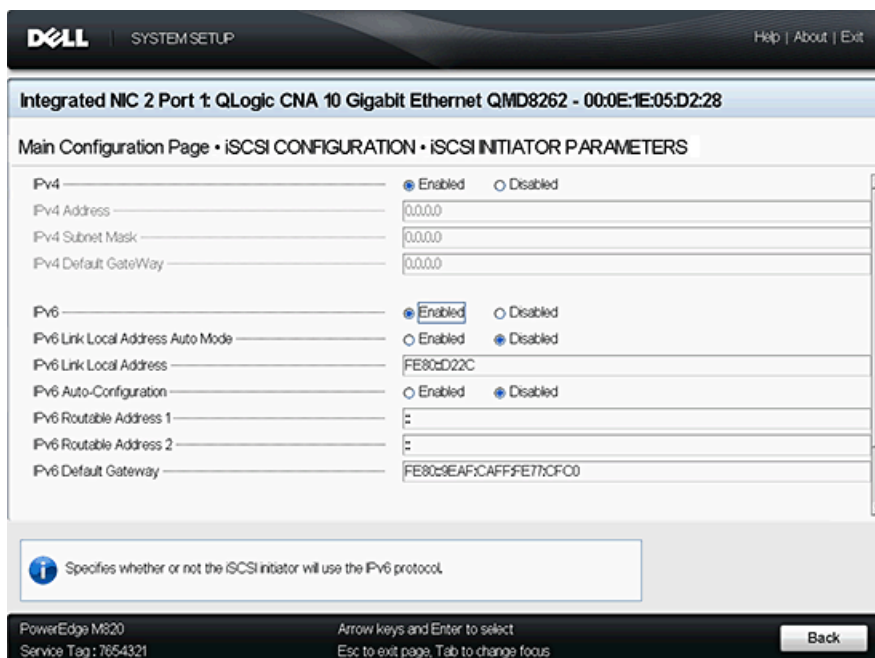 DELL SYSTEM SETUP Help | About | Exit
Integrated NIC 2 Port 1: QLogic CNA 10 Gigabit Ethernet QMD8262 - 00:0E:1E:05:D2:28
Main Configuration Page • iSCSI CONFIGURATION • iSCSI INITIATOR PARAMETERS
IPv4 Enabled Disabled
IPv4 Address 0.0.0.0
IPv4 Subnet Mask 0.0.0.0
IPv4 Default GateWay 0.0.0.0
IPv6 Enabled Disabled
IPv6 Link Local Address Auto Mode Enabled Disabled
IPv6 Link Local Address FE80::D22C
IPv6 Auto-Configuration Enabled Disabled
IPv6 Routable Address 1 ::
IPv6 Routable Address 2 ::
IPv6 Default Gateway FE80::9EAF:CAFF:FE77:CFC0
Specifies whether or not the iSCSI initiator will use the IPv6 protocol.
PowerEdge M820 Arrow keys and Enter to select
Service Tag : 7654321 Esc to exit page, Tab to change focus
Back